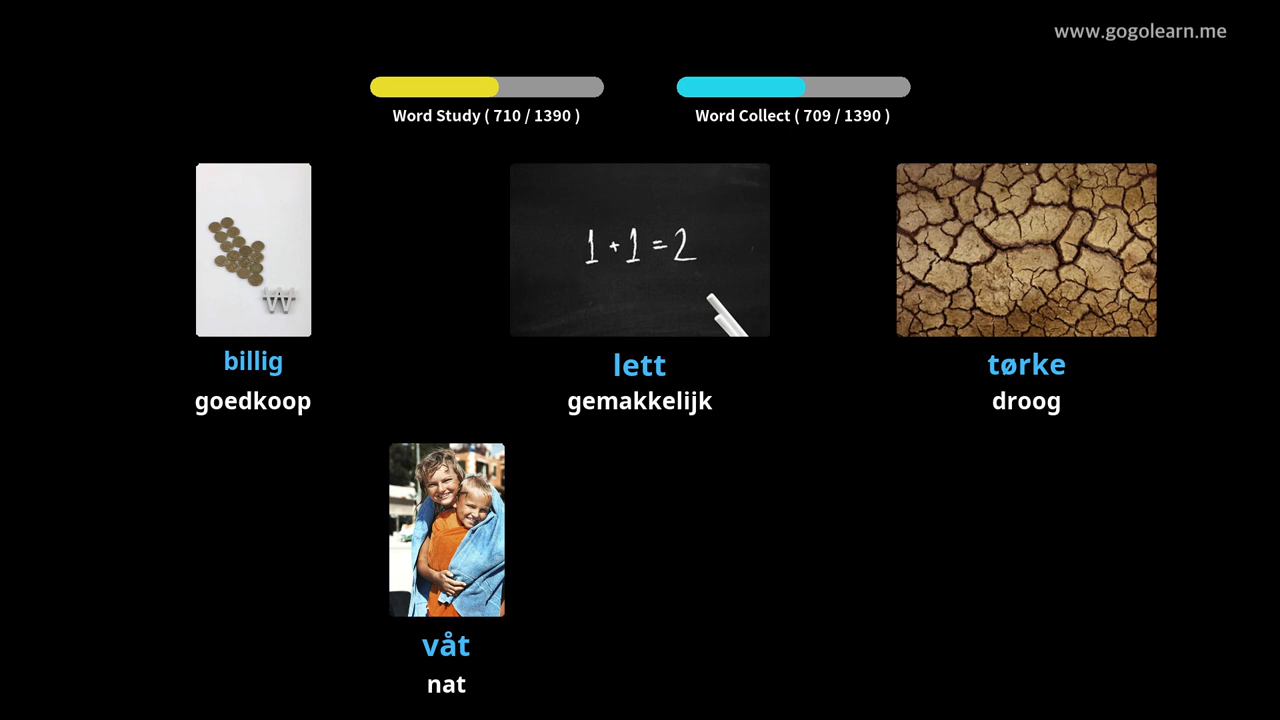 www.gogolearn.me
Word Study ( 710 / 1390 )
Word Collect ( 709 / 1390 )
1 + 1 = 2
₩
billig
goedkoop
lett
gemakkelijk
tørke
droog
våt
nat